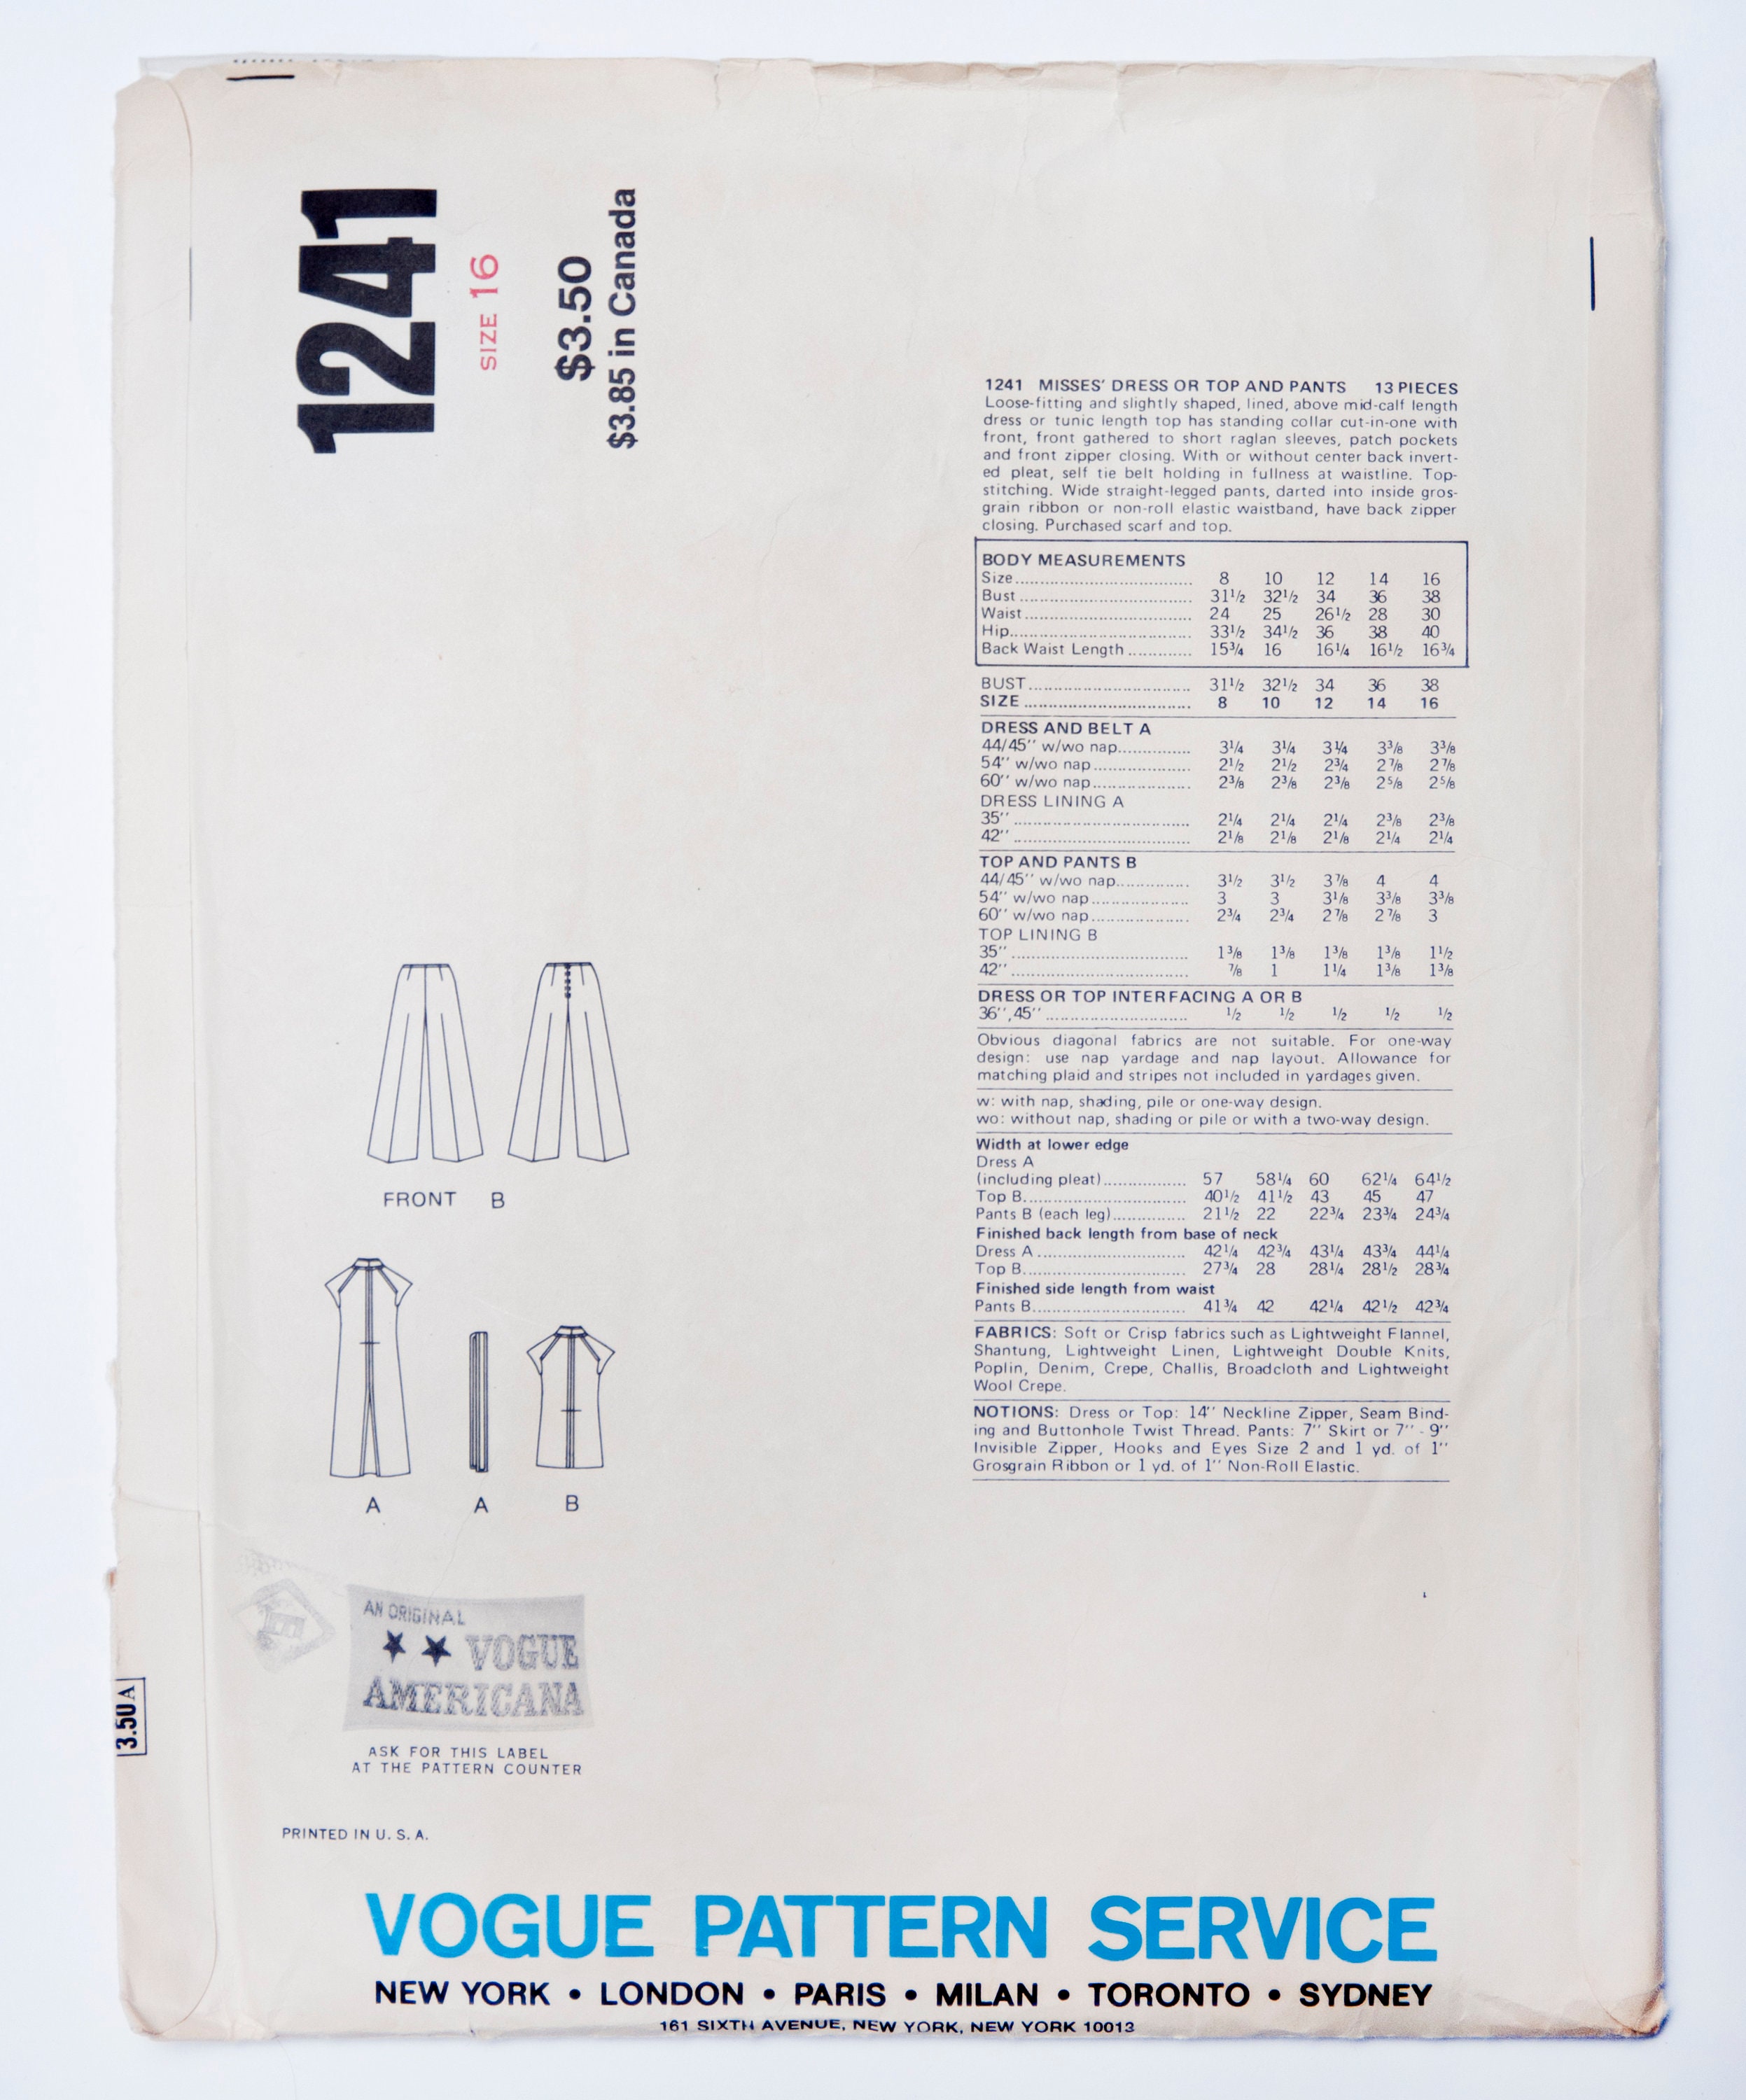 1241
SIZE 16
$3.50
$3.85 in Canada
1241 MISSES' DRESS OR TOP AND PANTS 13 PIECES
Loose-fitting and slightly shaped, lined, above mid-calf length
dress or tunic length top has standing collar cut-in-one with
front, front gathered to short raglan sleeves, patch pockets
and front zipper closing. With or without center back invert-
ed pleat, self tie belt holding in fullness at waistline. Top-
stitching. Wide straight-legged pants, darted into inside gros-
grain ribbon or non-roll elastic waistband, have back zipper
closing. Purchased scarf and top.
BODY MEASUREMENTS
Size 8 10 12 14 16
Bust 31½ 32½ 34 36 38
Waist 24 25 26½ 28 30
Hip 33½ 34½ 36 38 40
Back Waist Length 15¾ 16 16¼ 16½ 16¾
BUST 31½ 32½ 34 36 38
SIZE 8 10 12 14 16
DRESS AND BELT A
44/45'' w/wo nap 3¼ 3¼ 3¼ 3⅜ 3⅜
54'' w/wo nap 2½ 2½ 2¾ 2⅞ 2⅞
60'' w/wo nap 2⅜ 2⅜ 2⅜ 2⅝ 2⅝
DRESS LINING A
35'' 2¼ 2¼ 2¼ 2⅜ 2⅜
42'' 2⅛ 2⅛ 2⅛ 2¼ 2¼
TOP AND PANTS B
44/45'' w/wo nap 3½ 3½ 3⅞ 4 4
54'' w/wo nap 3 3 3⅛ 3⅜ 3⅜
60'' w/wo nap 2¾ 2¾ 2⅞ 2⅞ 3
TOP LINING B
35'' 1⅜ 1⅜ 1⅜ 1⅜ 1½
42'' ⅞ 1 1¼ 1⅜ 1⅜
DRESS OR TOP INTERFACING A OR B
36'',45'' ½ ½ ½ ½ ½
Obvious diagonal fabrics are not suitable. For one-way
design: use nap yardage and nap layout. Allowance for
matching plaid and stripes not included in yardages given.
w: with nap, shading, pile or one-way design.
wo: without nap, shading or pile or with a two-way design.
Width at lower edge
Dress A
(including pleat) 57 58¼ 60 62¼ 64½
Top B 40½ 41½ 43 45 47
Pants B (each leg) 21½ 22 22¾ 23¾ 24¾
Finished back length from base of neck
Dress A 42¼ 42¾ 43¼ 43¾ 44¼
Top B 27¾ 28 28¼ 28½ 28¾
Finished side length from waist
Pants B 41¾ 42 42¼ 42½ 42¾
FABRICS: Soft or Crisp fabrics such as Lightweight Flannel,
Shantung, Lightweight Linen, Lightweight Double Knits,
Poplin, Denim, Crepe, Challis, Broadcloth and Lightweight
Wool Crepe.
NOTIONS: Dress or Top: 14'' Neckline Zipper, Seam Bind-
ing and Buttonhole Twist Thread. Pants: 7'' Skirt or 7'' - 9''
Invisible Zipper, Hooks and Eyes Size 2 and 1 yd. of 1''
Grosgrain Ribbon or 1 yd. of 1'' Non-Roll Elastic.
FRONT B
A A B
AN ORIGINAL
VOGUE
AMERICANA
ASK FOR THIS LABEL
AT THE PATTERN COUNTER
3.50A
PRINTED IN U. S. A.
VOGUE PATTERN SERVICE
NEW YORK • LONDON • PARIS • MILAN • TORONTO • SYDNEY
161 SIXTH AVENUE, NEW YORK, NEW YORK 10013